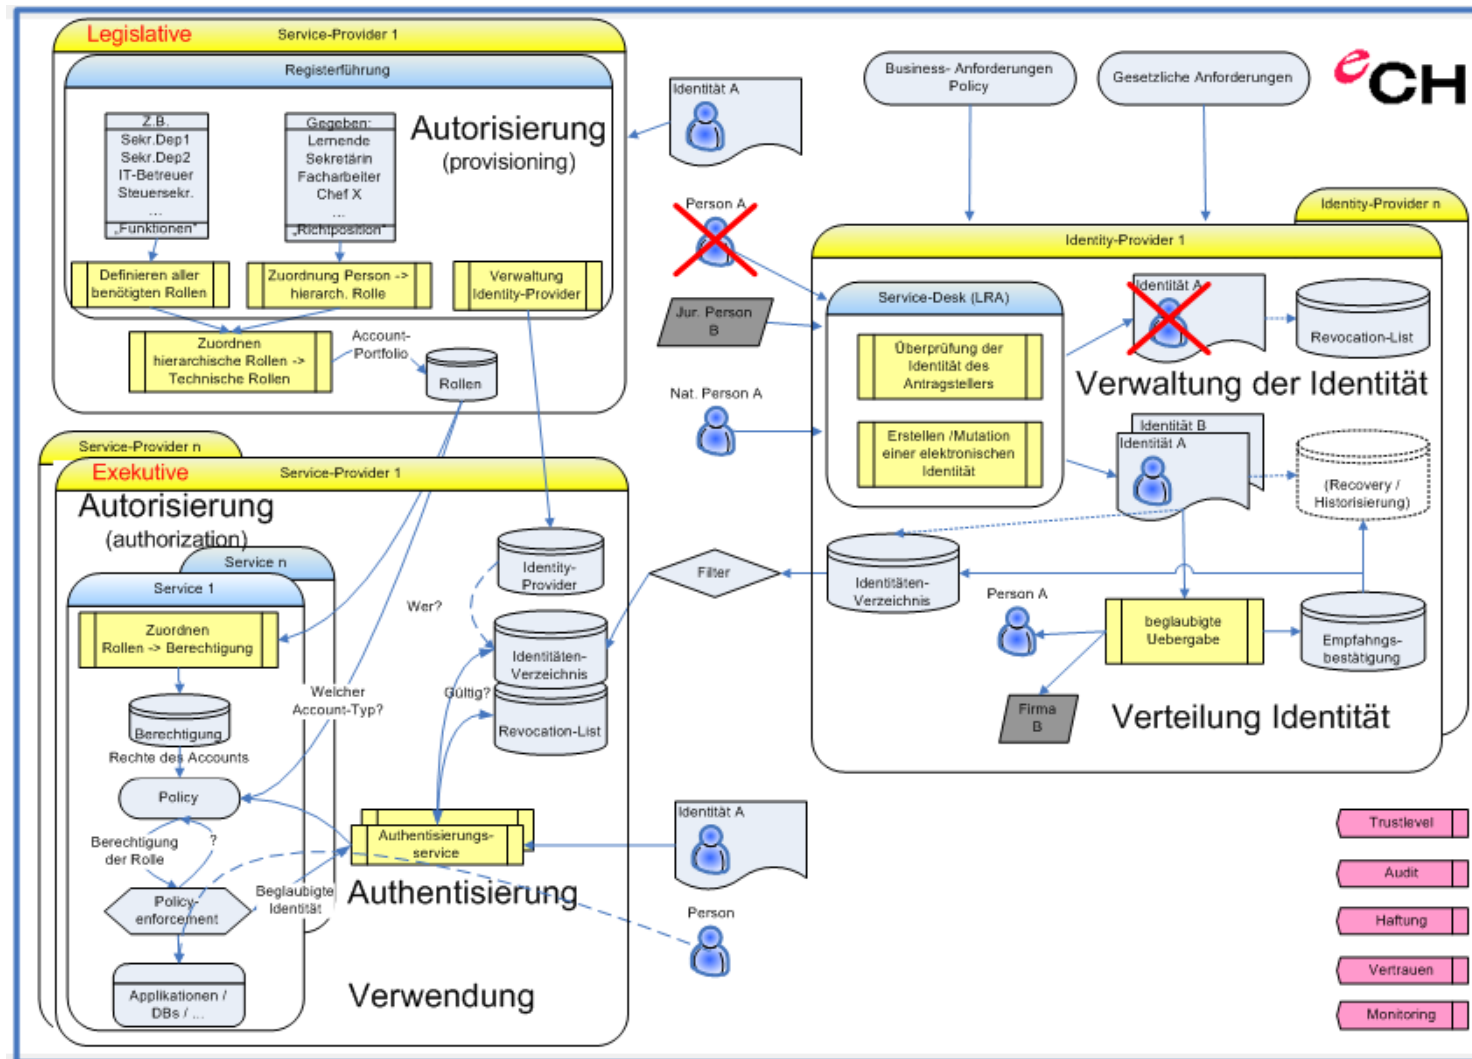 Legislative
Service-Provider 1
Registerführung
Z.B.
Sekr.Dep1
Sekr.Dep2
IT-Betreuer
Steuersekr.
...
„Funktionen"
Gegeben:
Lernende
Sekretärin
Facharbeiter
Chef X
...
„Richtposition"
Autorisierung
(provisioning)
Definieren aller
benötigten Rollen
Zuordnung Person ->
hierarch. Rolle
Verwaltung
Identity-Provider
Zuordnen
hierarchische Rollen ->
Technische Rollen
Account-
Portfolio
Rollen
Identität A
Person A
Jur. Person
B
Nat. Person A
Business- Anforderungen
Policy
Gesetzliche Anforderungen
eCH
Identity-Provider n
Identity-Provider 1
Service-Desk (LRA)
Überprüfung der
Identität des
Antragstellers
Erstellen /Mutation
einer elektronischen
Identität
Identität A
Revocation-List
Verwaltung der Identität
Identität B
Identität A
(Recovery /
Historisierung)
Identitäten-
Verzeichnis
Filter
Person A
beglaubigte
Uebergabe
Empfahngs-
bestätigung
Firma
B
Verteilung Identität
Service-Provider n
Exekutive
Service-Provider 1
Autorisierung
(authorization)
Service n
Service 1
Zuordnen
Rollen -> Berechtigung
Berechtigung
Rechte des Accounts
Policy
Berechtigung
der Rolle
?
Policy-
enforcement
Beglaubigte
Identität
Applikationen /
DBs / ...
Identity-
Provider
Wer?
Identitäten-
Verzeichnis
Gültig?
Revocation-List
Welcher
Account-Typ?
Authentisierungs-
service
Authentisierung
Verwendung
Identität A
Person
Trustlevel
Audit
Haftung
Vertrauen
Monitoring